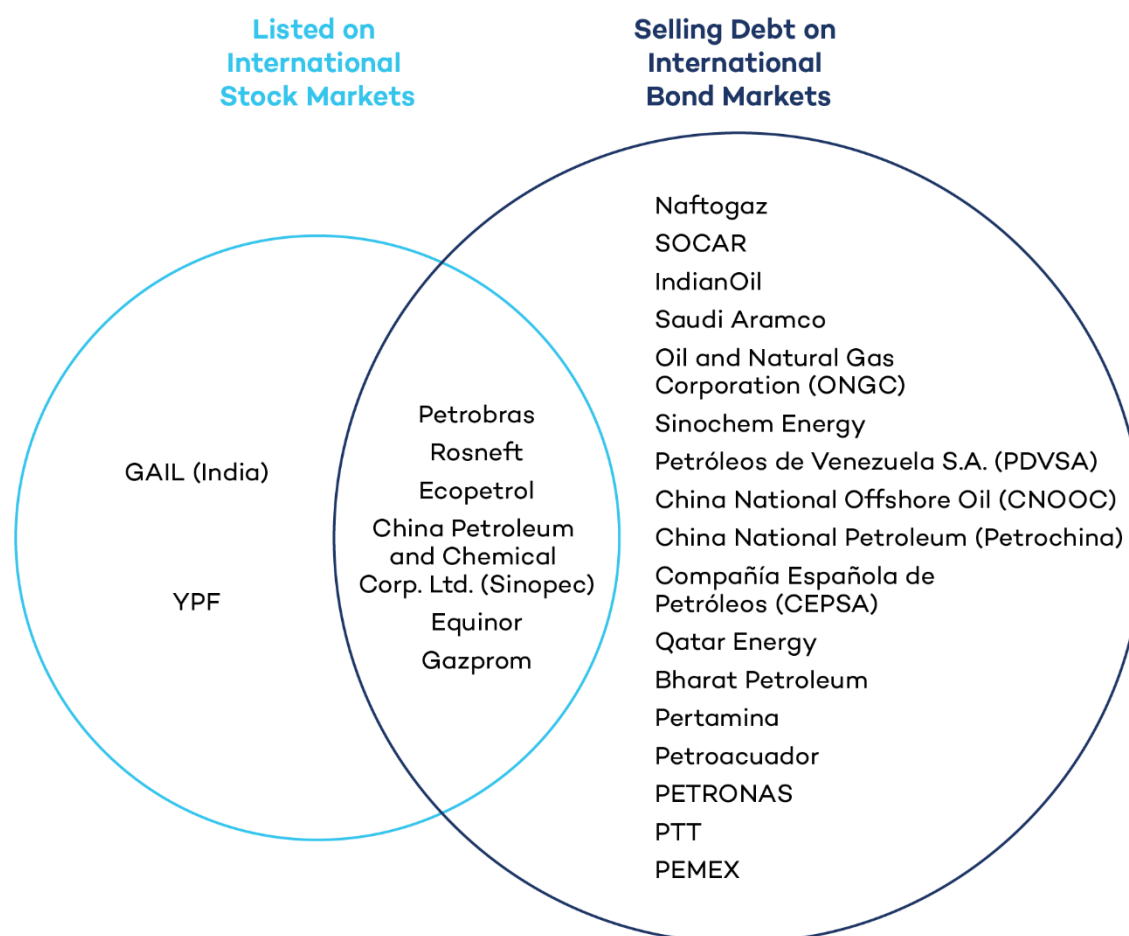 Listed on
International
Stock Markets
Selling Debt on
International
Bond Markets
GAIL (India)
YPF
Petrobras
Rosneft
Ecopetrol
China Petroleum
and Chemical
Corp. Ltd. (Sinopec)
Equinor
Gazprom
Naftogaz
SOCAR
IndianOil
Saudi Aramco
Oil and Natural Gas
Corporation (ONGC)
Sinochem Energy
Petróleos de Venezuela S.A. (PDVSA)
China National Offshore Oil (CNOOC)
China National Petroleum (Petrochina)
Compañía Española de
Petróleos (CEPSA)
Qatar Energy
Bharat Petroleum
Pertamina
Petroacuador
PETRONAS
PTT
PEMEX